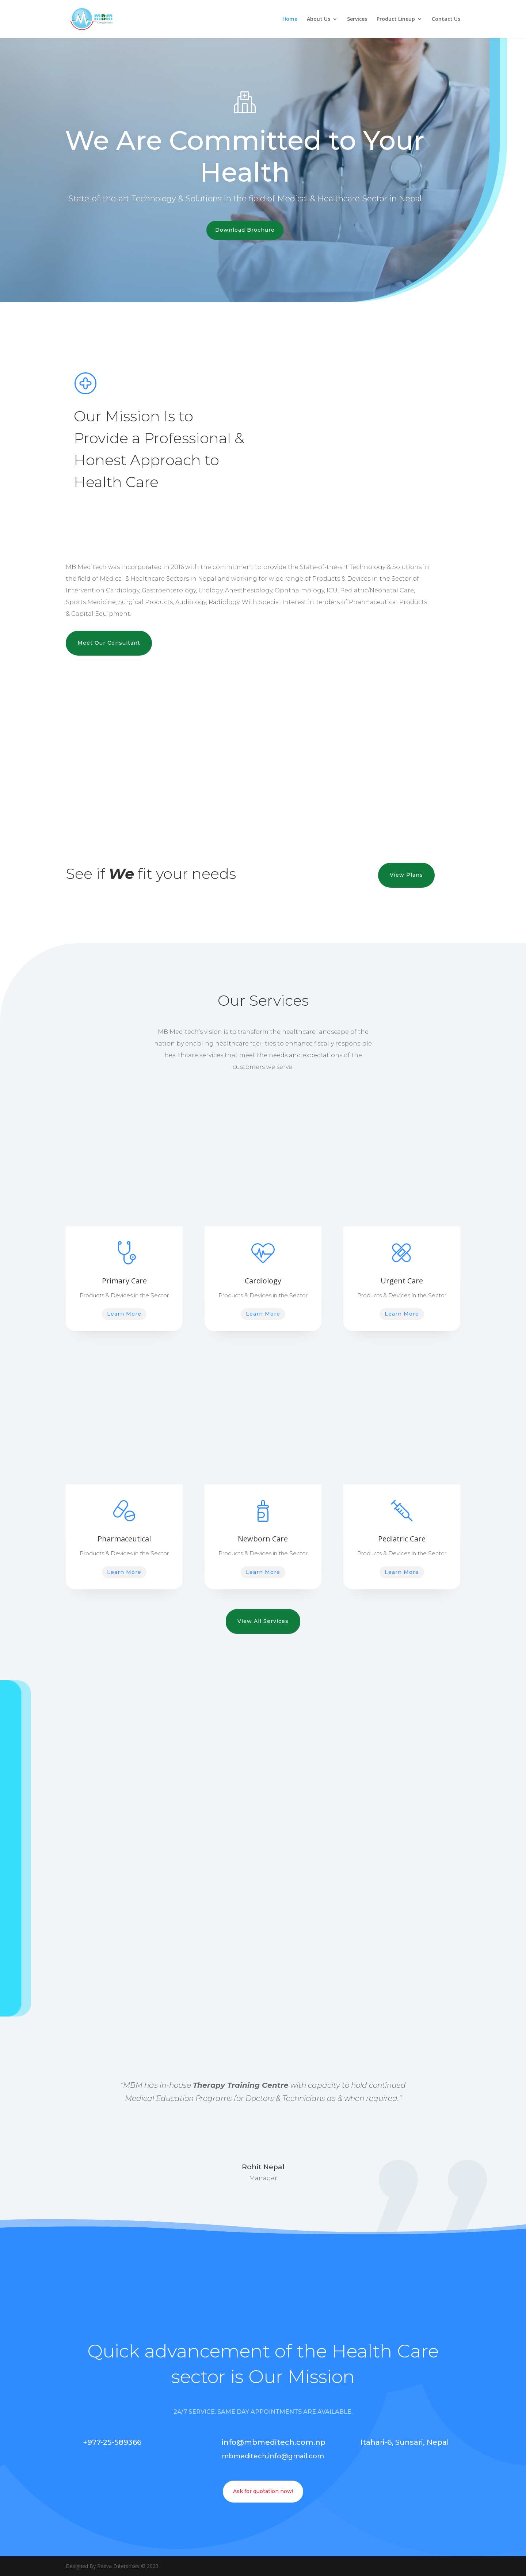 Home
About Us
Services
Product Lineup
Contact Us
We Are Committed to Your
Health
State-of-the-art Technology & Solutions in the field of Medical & Healthcare Sector in Nepal
Download Brochure
Our Mission Is to
Provide a Professional &
Honest Approach to
Health Care
MB Meditech was incorporated in 2016 with the commitment to provide the State-of-the-art Technology & Solutions in
the field of Medical & Healthcare Sectors in Nepal and working for wide range of Products & Devices in the Sector of
Intervention Cardiology, Gastroenterology, Urology, Anesthesiology, Ophthalmology, ICU, Pediatric/Neonatal Care,
Sports Medicine, Surgical Products, Audiology, Radiology. With Special Interest in Tenders of Pharmaceutical Products
& Capital Equipment.
Meet Our Consultant
See if We fit your needs
View Plans
Our Services
MB Meditech's vision is to transform the healthcare landscape of the
nation by enabling healthcare facilities to enhance fiscally responsible
healthcare services that meet the needs and expectations of the
customers we serve.
Primary Care
Products & Devices in the Sector
Learn More
Cardiology
Products & Devices in the Sector
Learn More
Urgent Care
Products & Devices in the Sector
Learn More
Pharmaceutical
Products & Devices in the Sector
Learn More
Newborn Care
Products & Devices in the Sector
Learn More
Pediatric Care
Products & Devices in the Sector
Learn More
View All Services
"MBM has in-house Therapy Training Centre with capacity to hold continued
Medical Education Programs for Doctors & Technicians as & when required."
Rohit Nepal
Manager
Quick advancement of the Health Care
sector is Our Mission
24/7 SERVICE. SAME DAY APPOINTMENTS ARE AVAILABLE.
+977-25-589366
info@mbmeditech.com.np
mbmeditech.info@gmail.com
Itahari-6, Sunsari, Nepal
Ask for quotation now!
Designed By Reeva Enterprises © 2023